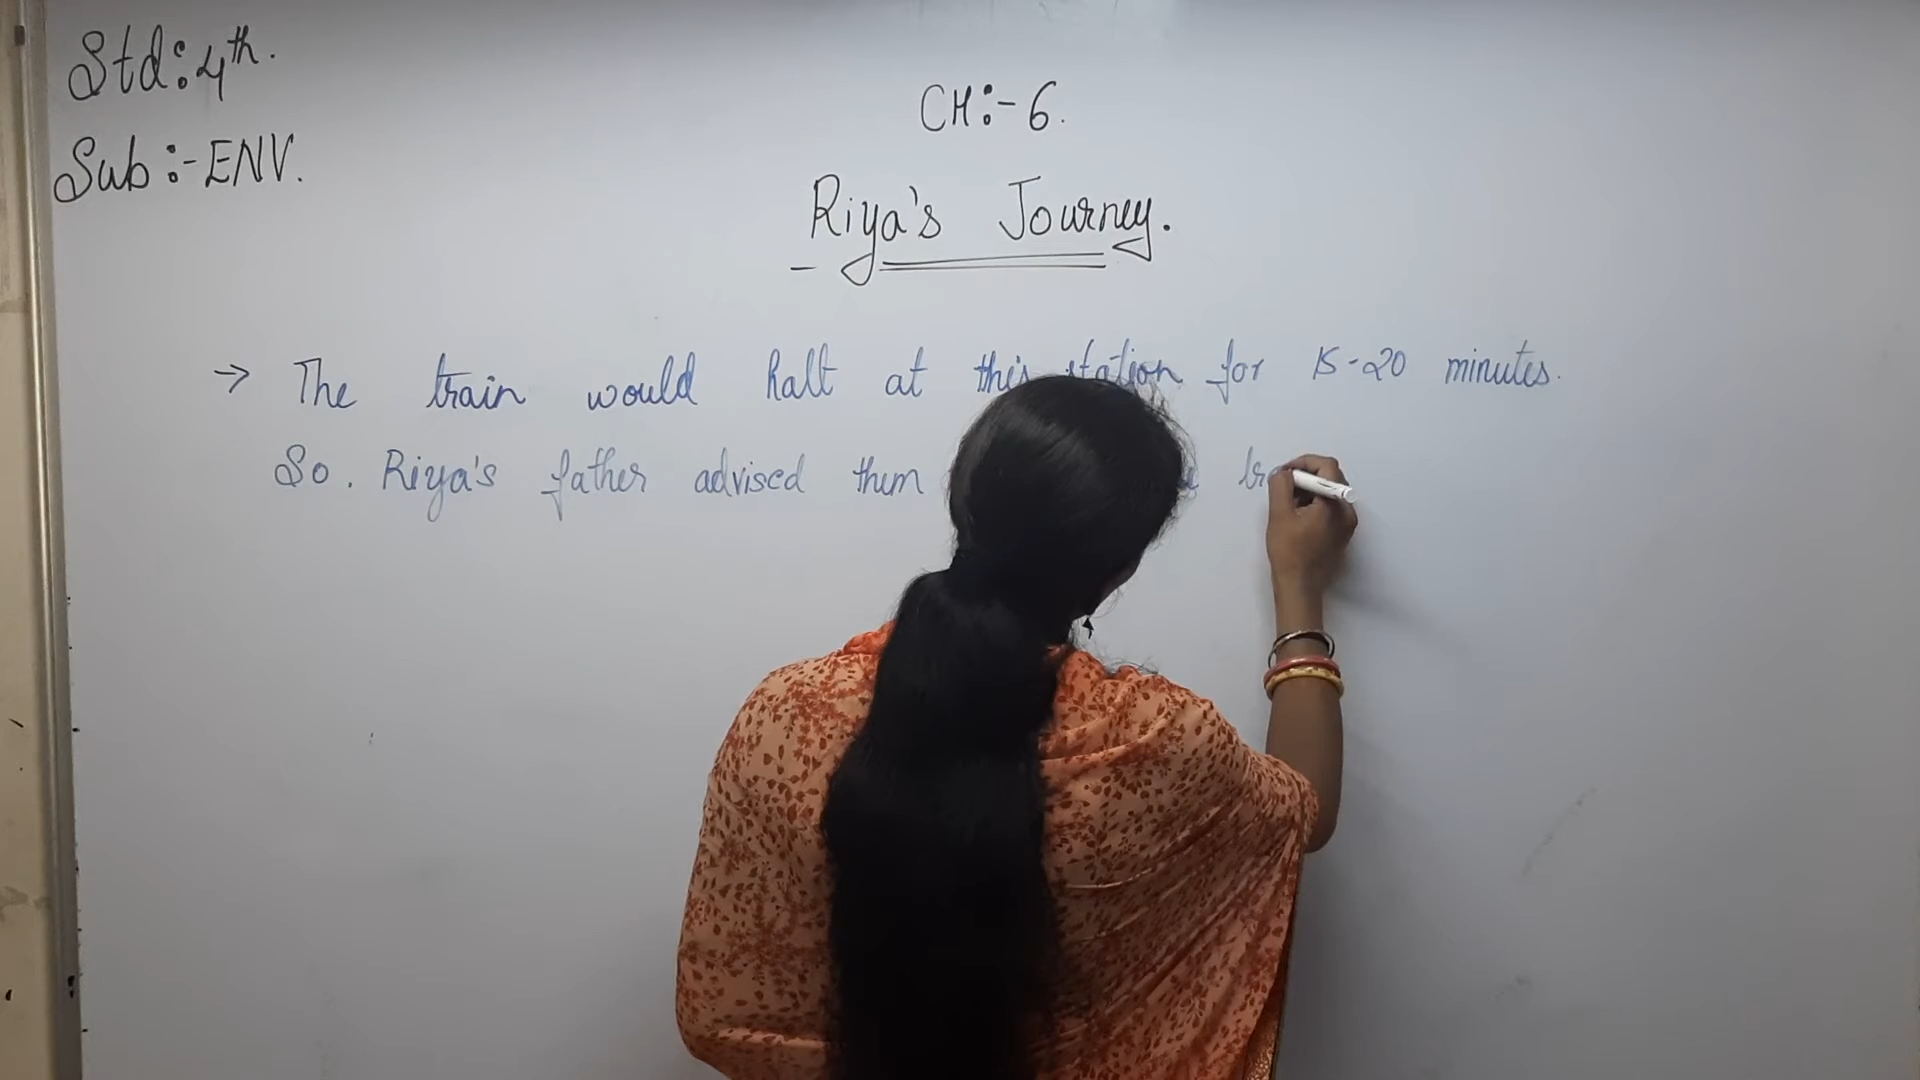 Std:4th.
Sub:-ENV.
CH:-6.
Riya's Journey.
→ The train would halt at this station for 15-20 minutes.
So. Riya's father advised them